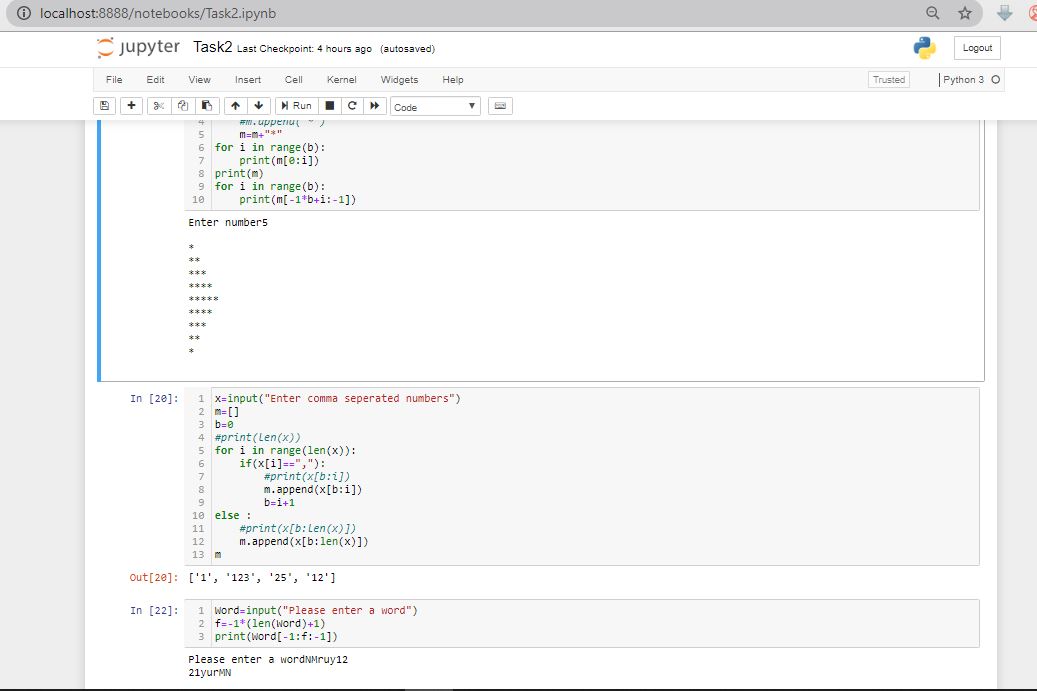 localhost:8888/notebooks/Task2.ipynb
jupyter Task2 Last Checkpoint: 4 hours ago (autosaved)
Logout
File Edit View Insert Cell Kernel Widgets Help
Trusted
Python 3
Run
Code
4 #m.append("*")
5 m=m+"*"
6 for i in range(b):
7 print(m[0:i])
8 print(m)
9 for i in range(b):
10 print(m[-1*b+i:-1])
Enter number5
*
**
***
****
*****
****
***
**
*
In [20]:
1 x=input("Enter comma seperated numbers")
2 m=[]
3 b=0
4 #print(len(x))
5 for i in range(len(x)):
6 if(x[i]==","):
7 #print(x[b:i])
8 m.append(x[b:i])
9 b=i+1
10 else :
11 #print(x[b:len(x)])
12 m.append(x[b:len(x)])
13 m
Out[20]: ['1', '123', '25', '12']
In [22]:
1 Word=input("Please enter a word")
2 f=-1*(len(Word)+1)
3 print(Word[-1:f:-1])
Please enter a wordNMruy12
21yurMN